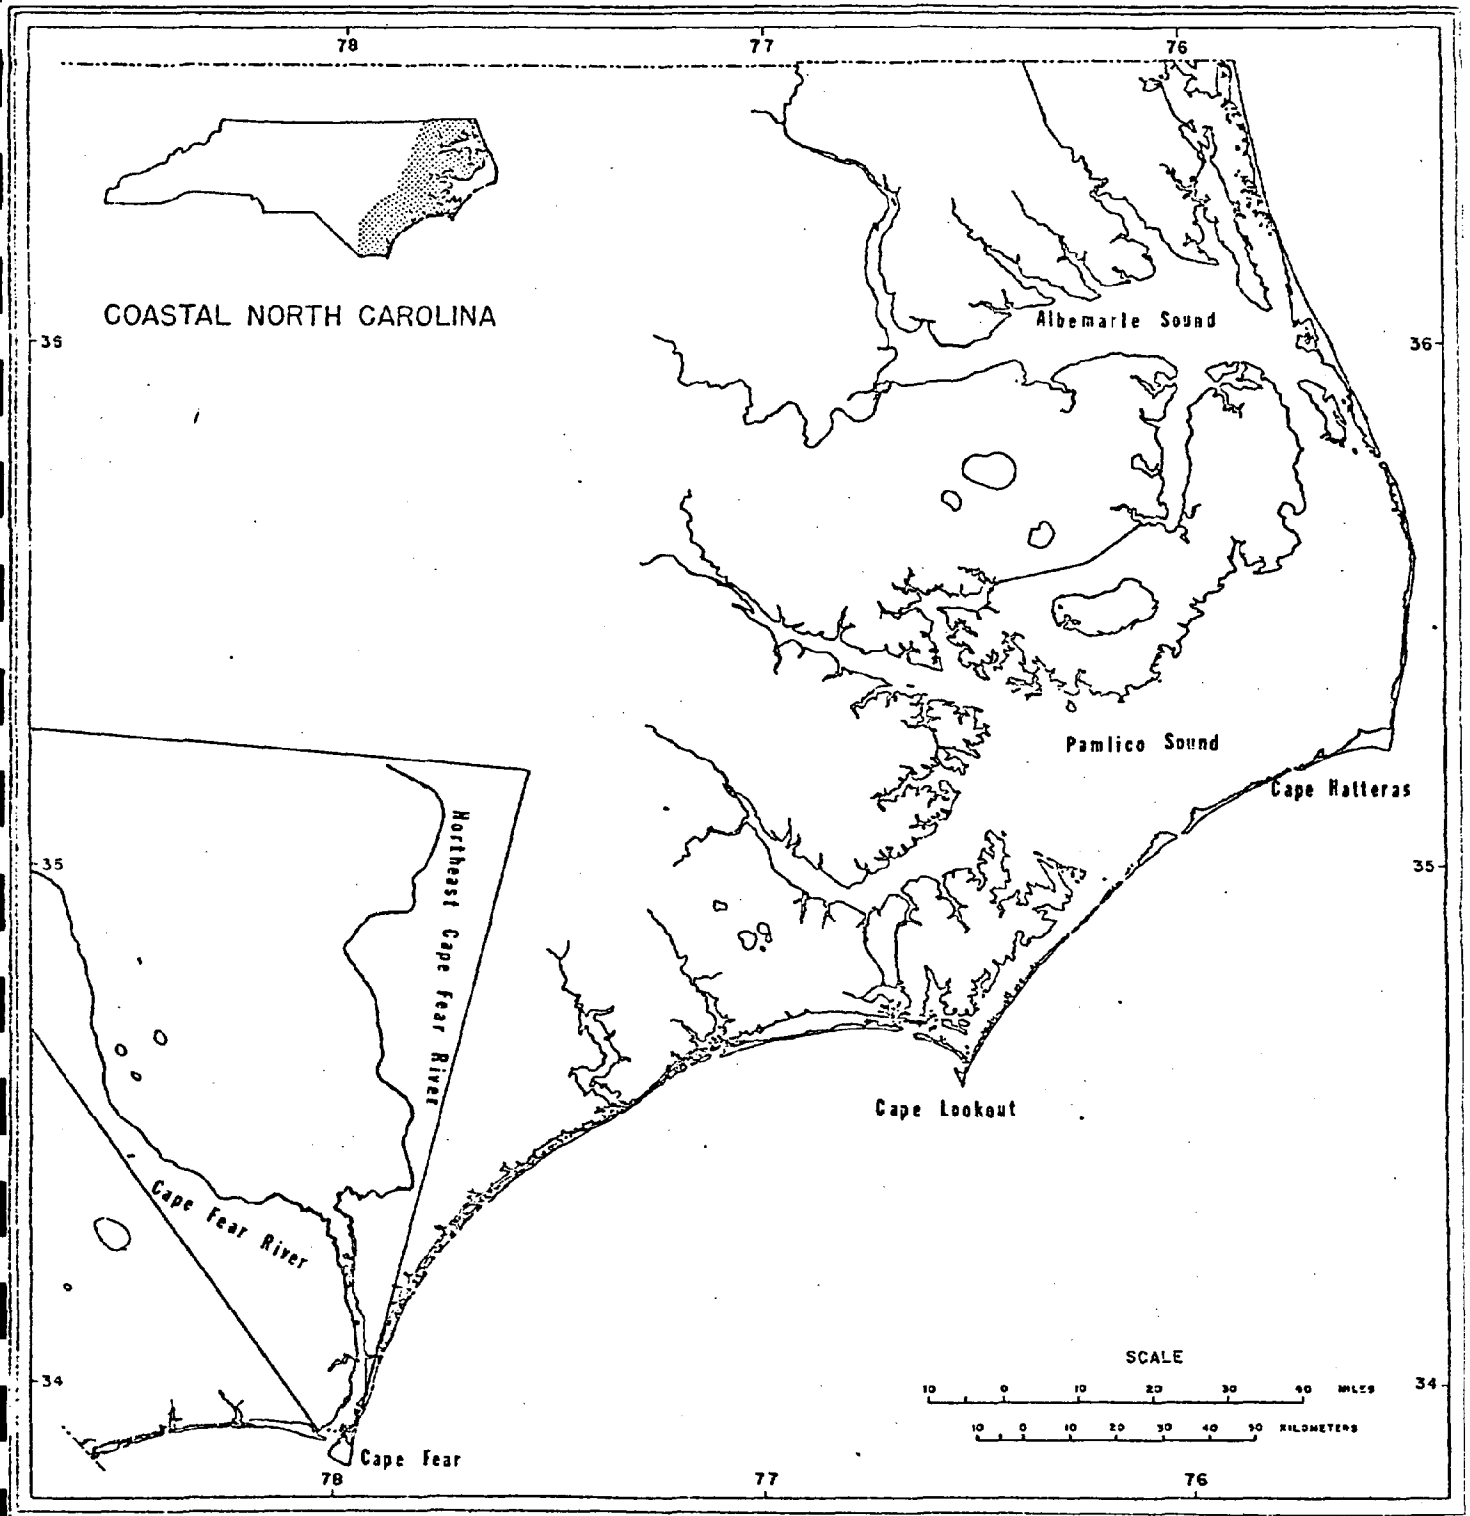 78 77 76
COASTAL NORTH CAROLINA
36 36
Albemarle Sound
Pamlico Sound
Cape Hatteras
Northeast Cape Fear River
35 35
Cape Lookout
Cape Fear River
SCALE
34 34
10 0 10 20 30 40 MILES
10 0 10 20 30 40 50 KILOMETERS
Cape Fear
78 77 76